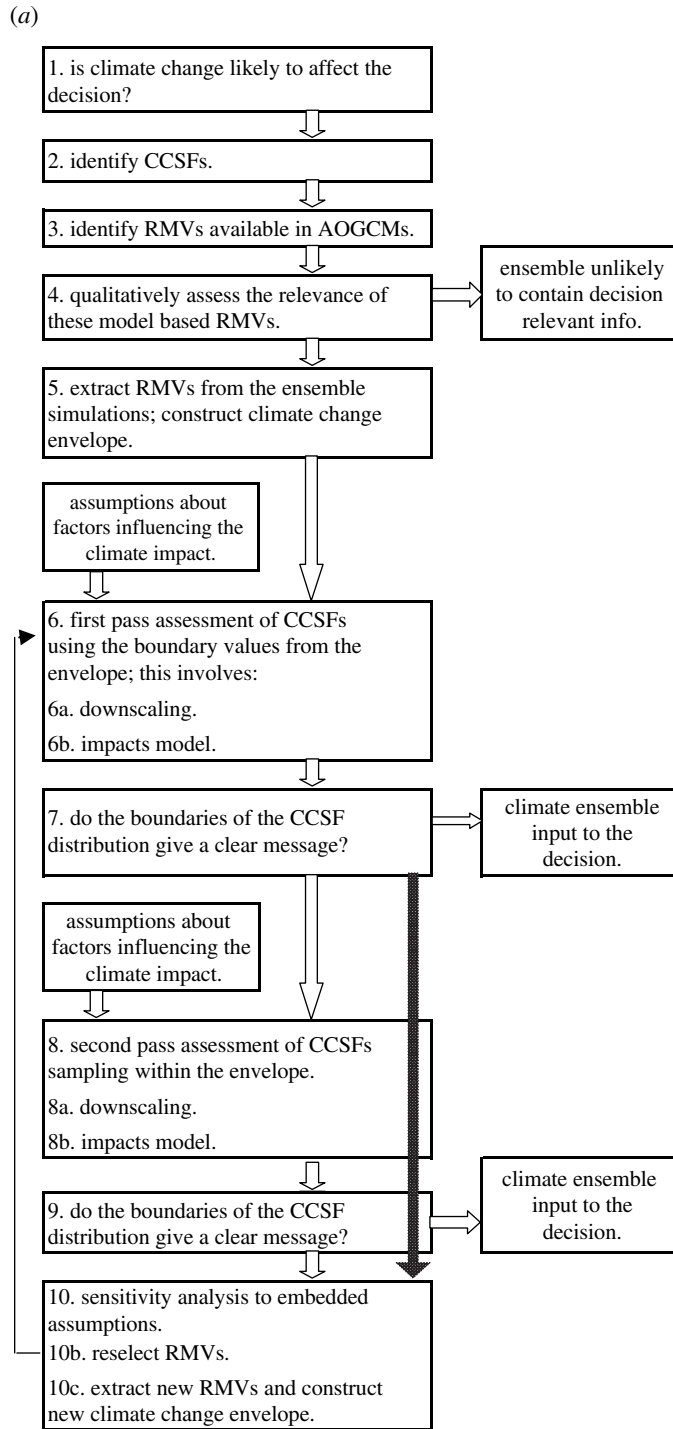 (a)
1. is climate change likely to affect the
decision?
2. identify CCSFs.
3. identify RMVs available in AOGCMs.
4. qualitatively assess the relevance of
these model based RMVs.
ensemble unlikely
to contain decision
relevant info.
5. extract RMVs from the ensemble
simulations; construct climate change
envelope.
assumptions about
factors influencing the
climate impact.
6. first pass assessment of CCSFs
using the boundary values from the
envelope; this involves:
6a. downscaling.
6b. impacts model.
7. do the boundaries of the CCSF
distribution give a clear message?
climate ensemble
input to the
decision.
assumptions about
factors influencing the
climate impact.
8. second pass assessment of CCSFs
sampling within the envelope.
8a. downscaling.
8b. impacts model.
9. do the boundaries of the CCSF
distribution give a clear message?
climate ensemble
input to the
decision.
10. sensitivity analysis to embedded
assumptions.
10b. reselect RMVs.
10c. extract new RMVs and construct
new climate change envelope.